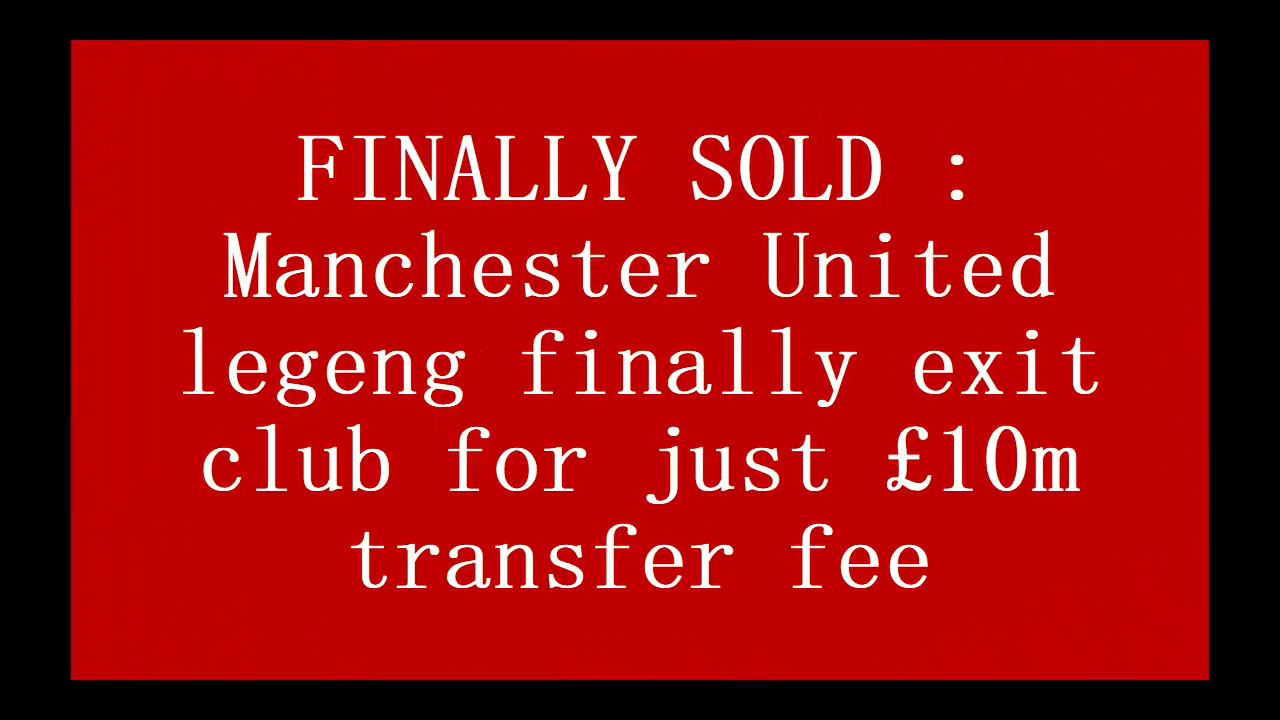 FINALLY SOLD :
Manchester United
legeng finally exit
club for just £10m
transfer fee